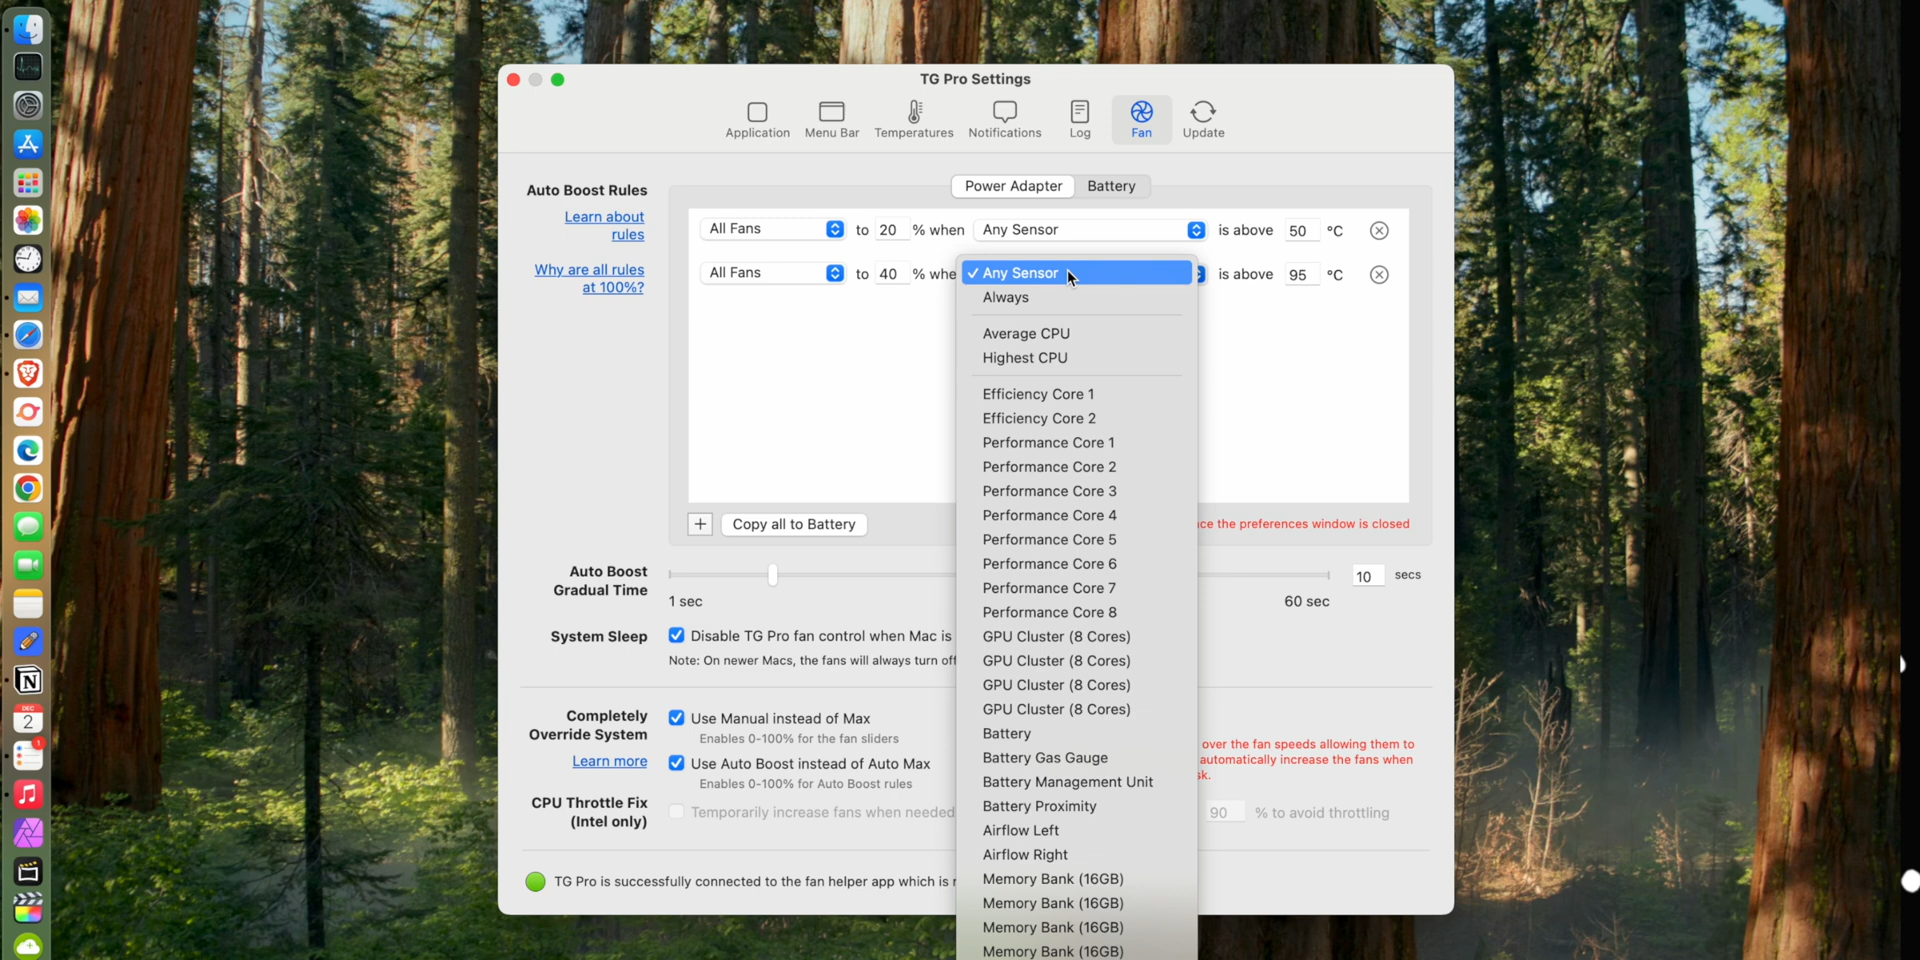 TG Pro Settings
Application
Menu Bar
Temperatures
Notifications
Log
Fan
Update
Auto Boost Rules
Learn about
rules
Why are all rules
at 100%?
Power Adapter
Battery
All Fans to 20 % when Any Sensor is above 50 °C
All Fans to 40 % whe is above 95 °C
✓ Any Sensor
Always
Average CPU
Highest CPU
Efficiency Core 1
Efficiency Core 2
Performance Core 1
Performance Core 2
Performance Core 3
Performance Core 4
Performance Core 5
Performance Core 6
Performance Core 7
Performance Core 8
GPU Cluster (8 Cores)
GPU Cluster (8 Cores)
GPU Cluster (8 Cores)
GPU Cluster (8 Cores)
Battery
Battery Gas Gauge
Battery Management Unit
Battery Proximity
Airflow Left
Airflow Right
Memory Bank (16GB)
Memory Bank (16GB)
Memory Bank (16GB)
Memory Bank (16GB)
+ Copy all to Battery
the preferences window is closed
Auto Boost
Gradual Time
1 sec
60 sec
10 secs
System Sleep
Disable TG Pro fan control when Mac is
Note: On newer Macs, the fans will always turn off
Completely
Override System
Learn more
Use Manual instead of Max
Enables 0-100% for the fan sliders
Use Auto Boost instead of Auto Max
Enables 0-100% for Auto Boost rules
over the fan speeds allowing them to
automatically increase the fans when
CPU Throttle Fix
(Intel only)
Temporarily increase fans when needed
90 % to avoid throttling
TG Pro is successfully connected to the fan helper app which is
DEC
2
1